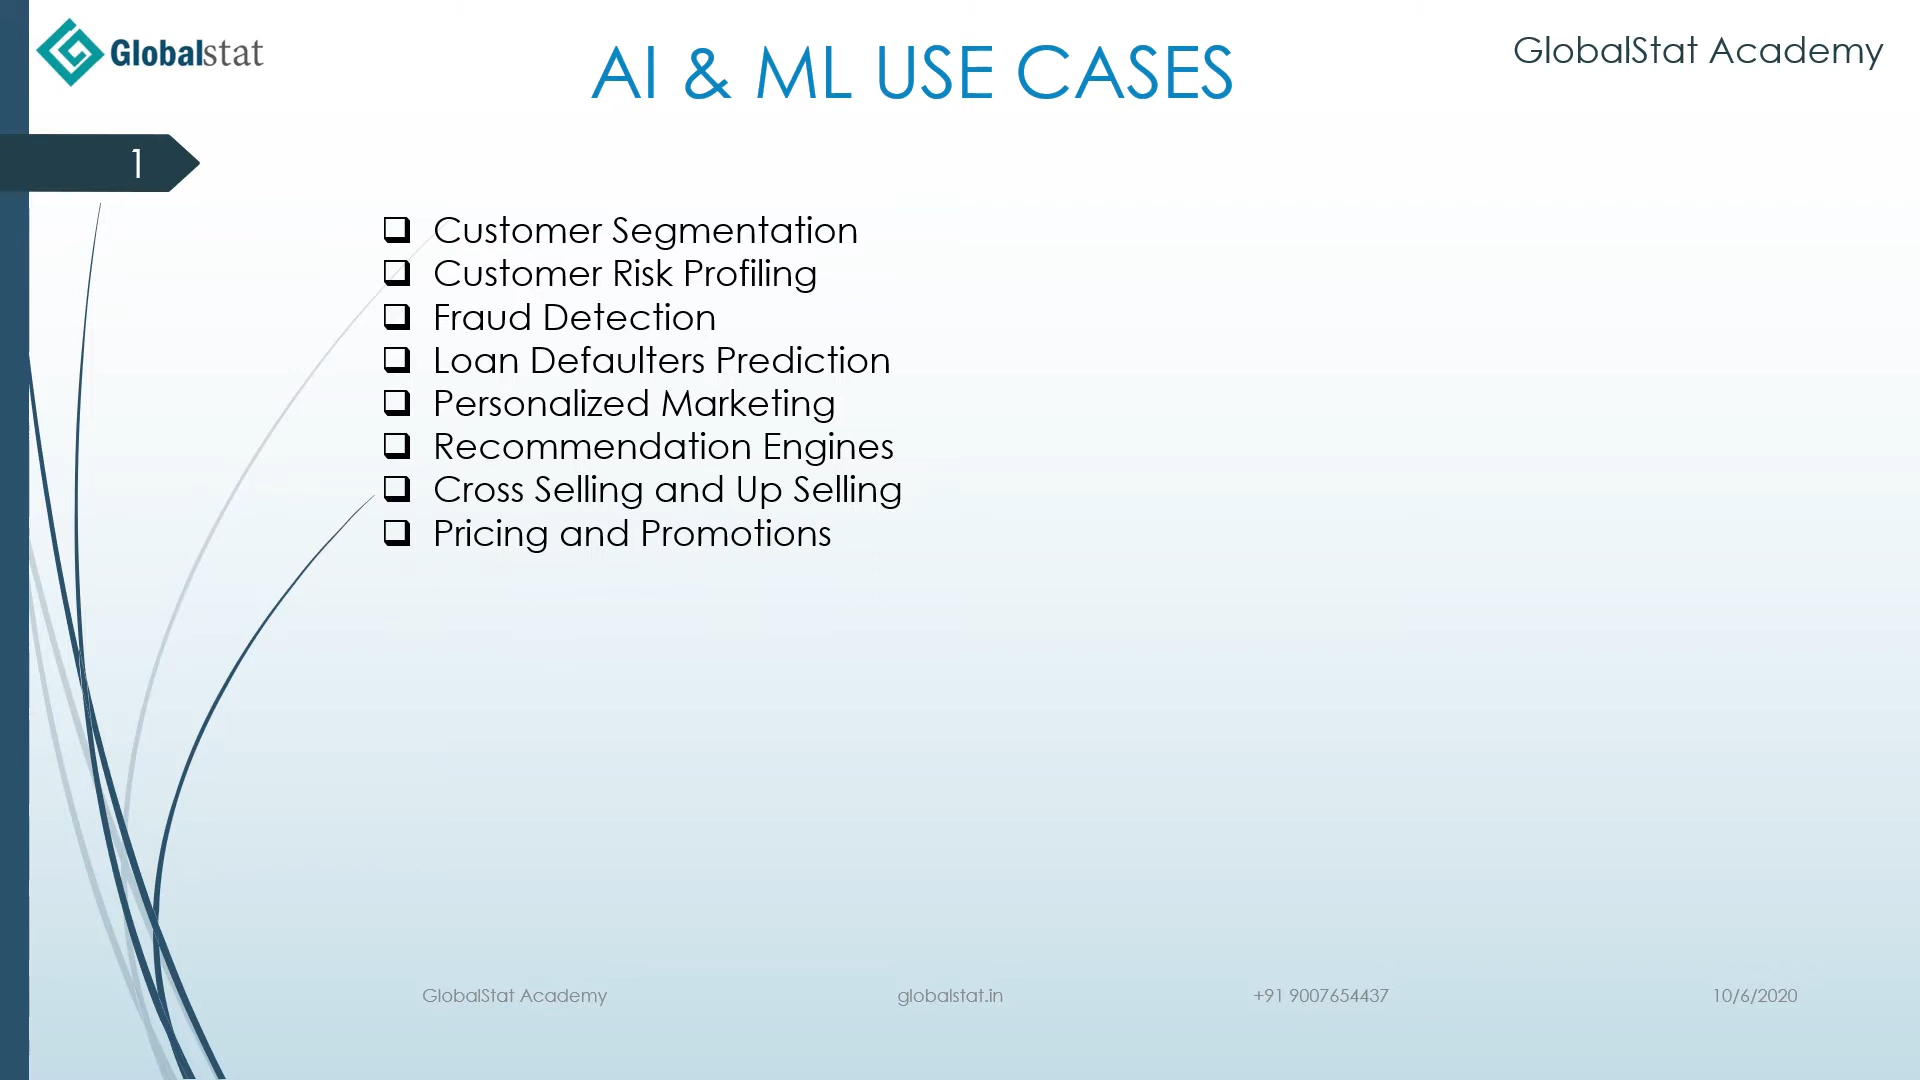 Globalstat
AI & ML USE CASES
GlobalStat Academy
1
Customer Segmentation
Customer Risk Profiling
Fraud Detection
Loan Defaulters Prediction
Personalized Marketing
Recommendation Engines
Cross Selling and Up Selling
Pricing and Promotions
GlobalStat Academy
globalstat.in
+91 9007654437
10/6/2020